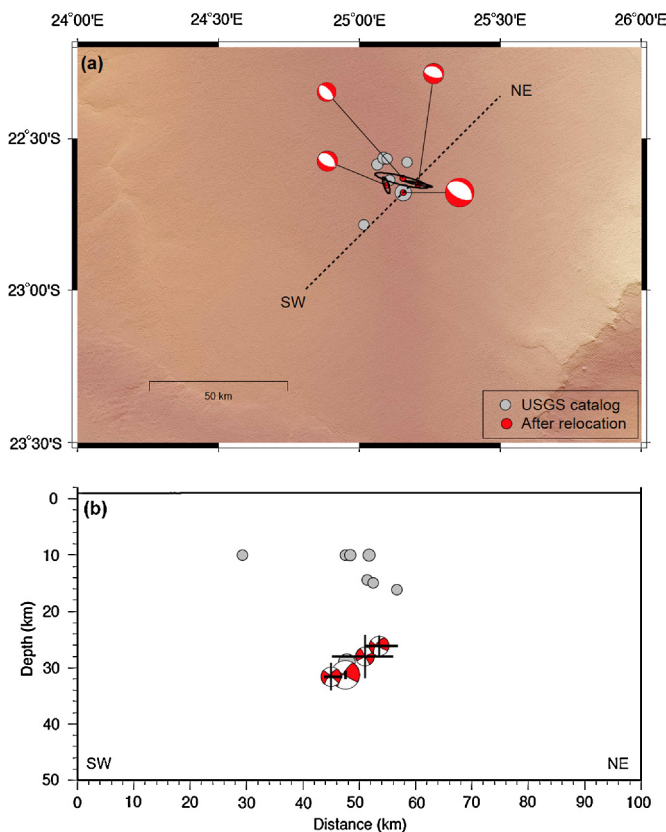 24°00'E 24°30'E 25°00'E 25°30'E 26°00'E
(a)
NE
22°30'S
SW
23°00'S
50 km
USGS catalog
After relocation
23°30'S
(b)
0
10
20
30
40
50
Depth (km)
SW
NE
0 10 20 30 40 50 60 70 80 90 100
Distance (km)